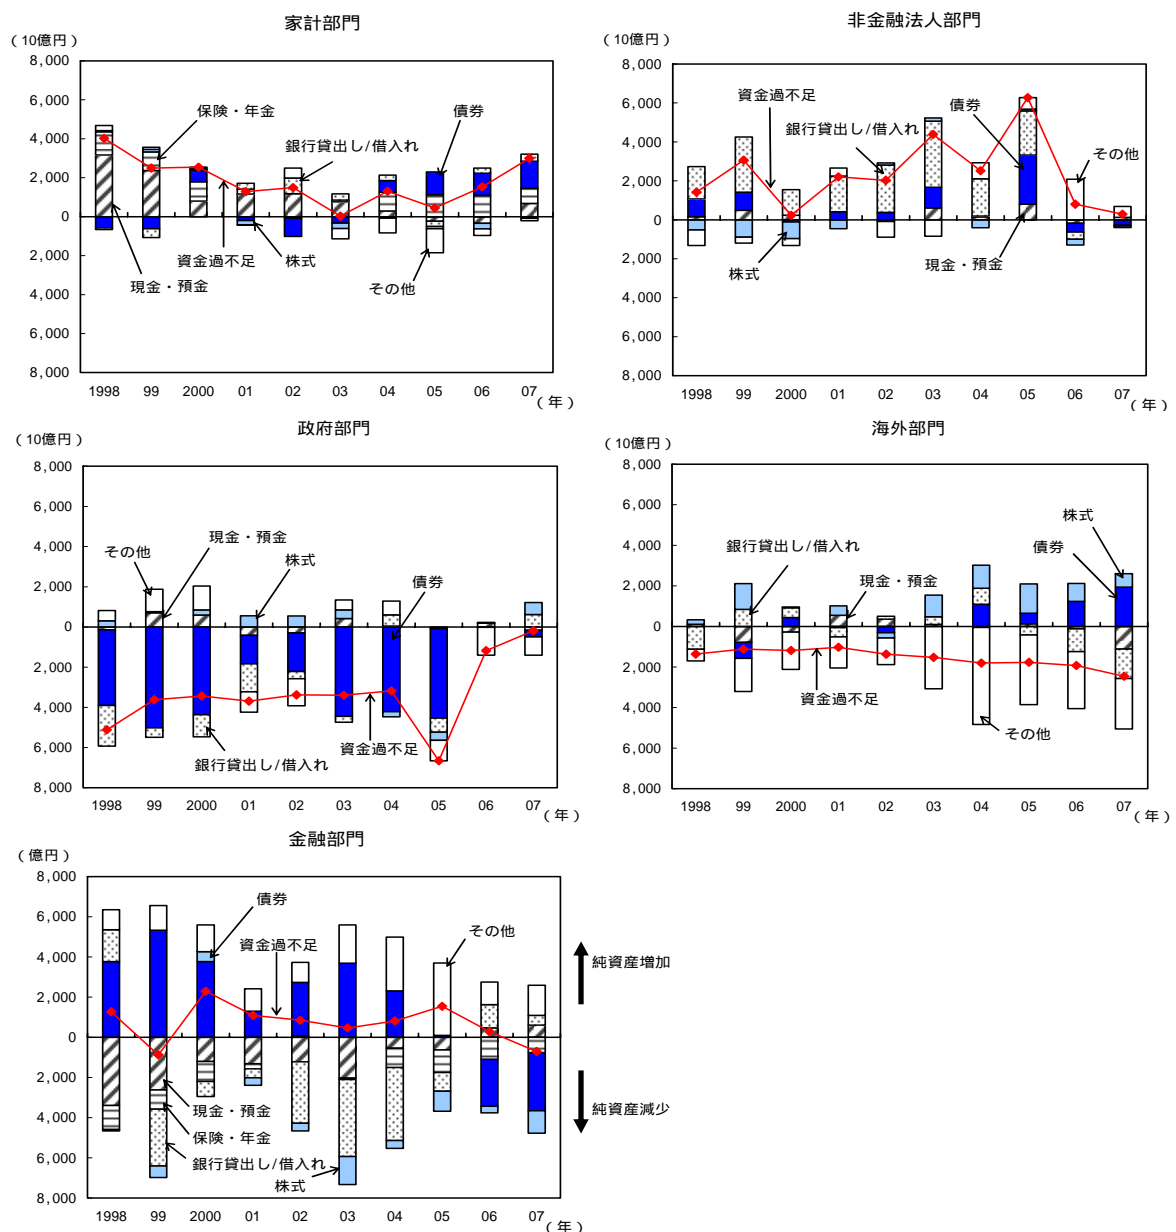 家計部門
（10億円）
8,000
6,000
4,000
2,000
0
2,000
4,000
6,000
8,000
保険・年金
債券
銀行貸出し/借入れ
資金過不足
株式
現金・預金
その他
1998 99 2000 01 02 03 04 05 06 07
（年）
非金融法人部門
（10億円）
8,000
6,000
4,000
2,000
0
2,000
4,000
6,000
8,000
資金過不足
債券
銀行貸出し/借入れ
その他
株式
現金・預金
1998 99 2000 01 02 03 04 05 06 07
（年）
政府部門
（10億円）
8,000
6,000
4,000
2,000
0
2,000
4,000
6,000
8,000
現金・預金
その他
株式
債券
銀行貸出し/借入れ
資金過不足
1998 99 2000 01 02 03 04 05 06 07
（年）
海外部門
（10億円）
8,000
6,000
4,000
2,000
0
2,000
4,000
6,000
8,000
株式
銀行貸出し/借入れ
債券
現金・預金
資金過不足
その他
1998 99 2000 01 02 03 04 05 06 07
（年）
金融部門
（億円）
8,000
6,000
4,000
2,000
0
2,000
4,000
6,000
8,000
債券
資金過不足
その他
現金・預金
保険・年金
銀行貸出し/借入れ
株式
1998 99 2000 01 02 03 04 05 06 07
（年）
純資産増加
純資産減少